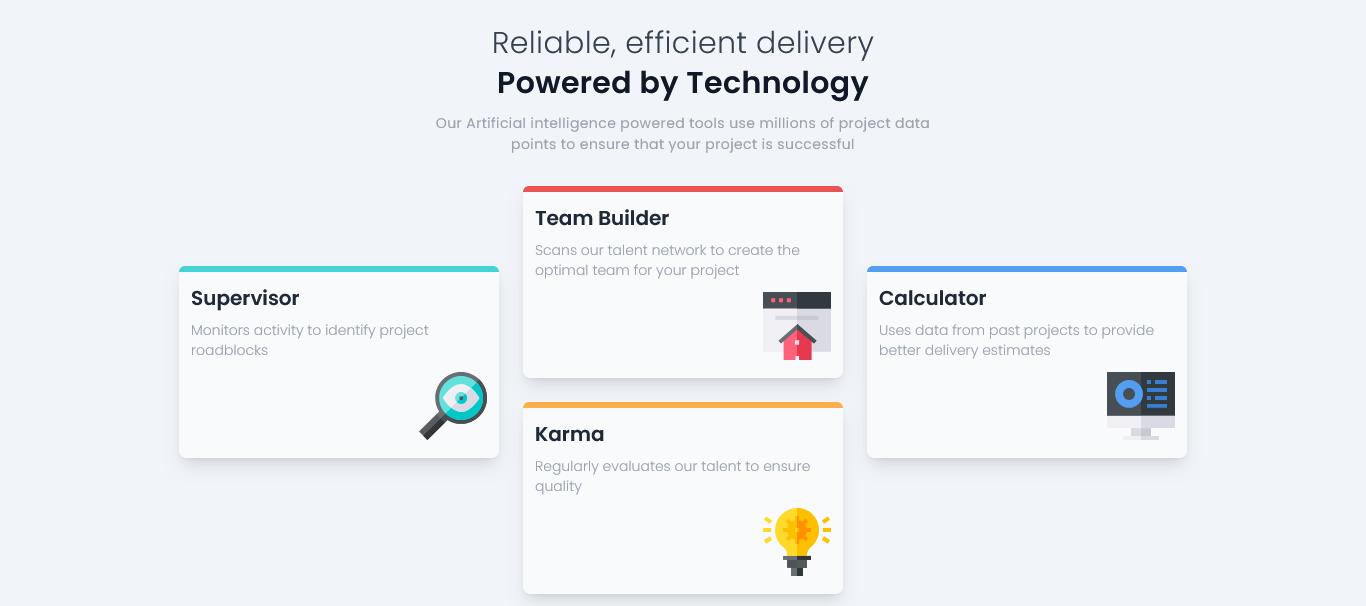 Reliable, efficient delivery
Powered by Technology
Our Artificial intelligence powered tools use millions of project data
points to ensure that your project is successful
Supervisor
Monitors activity to identify project
roadblocks
Team Builder
Scans our talent network to create the
optimal team for your project
Karma
Regularly evaluates our talent to ensure
quality
Calculator
Uses data from past projects to provide
better delivery estimates